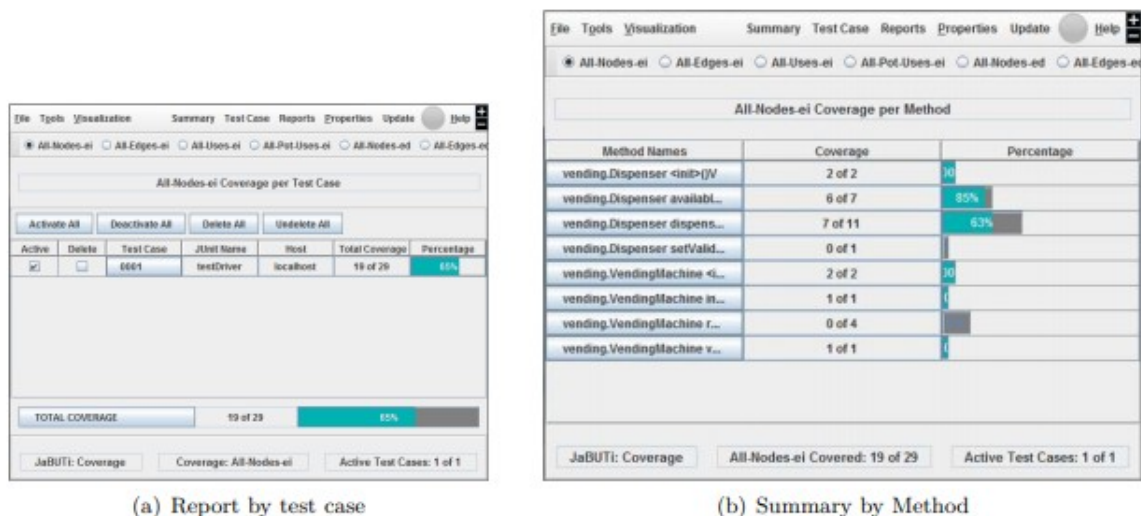 File Tools Visualization Summary Test Case Reports Properties Update Help
All-Nodes-ei All-Edges-ei All-Uses-ei All-Pot-Uses-ei All-Nodes-ed All-Edges-ed
All-Nodes-ei Coverage per Test Case
Activate All Deactivate All Delete All Undelete All
Active Delete Test Case JUnit Name Host Total Coverage Percentage
0001 testDriver localhost 19 of 29 65%
TOTAL COVERAGE 19 of 29 65%
JaBUTi: Coverage Coverage: All-Nodes-ei Active Test Cases: 1 of 1
(a) Report by test case
File Tools Visualization Summary Test Case Reports Properties Update Help
All-Nodes-ei All-Edges-ei All-Uses-ei All-Pot-Uses-ei All-Nodes-ed All-Edges-ed
All-Nodes-ei Coverage per Method
Method Names Coverage Percentage
vending.Dispenser <init>()V 2 of 2
vending.Dispenser availabl... 6 of 7 85%
vending.Dispenser dispens... 7 of 11 63%
vending.Dispenser setValid... 0 of 1
vending.VendingMachine <i... 2 of 2
vending.VendingMachine in... 1 of 1
vending.VendingMachine r... 0 of 4
vending.VendingMachine v... 1 of 1
JaBUTi: Coverage All-Nodes-ei Covered: 19 of 29 Active Test Cases: 1 of 1
(b) Summary by Method